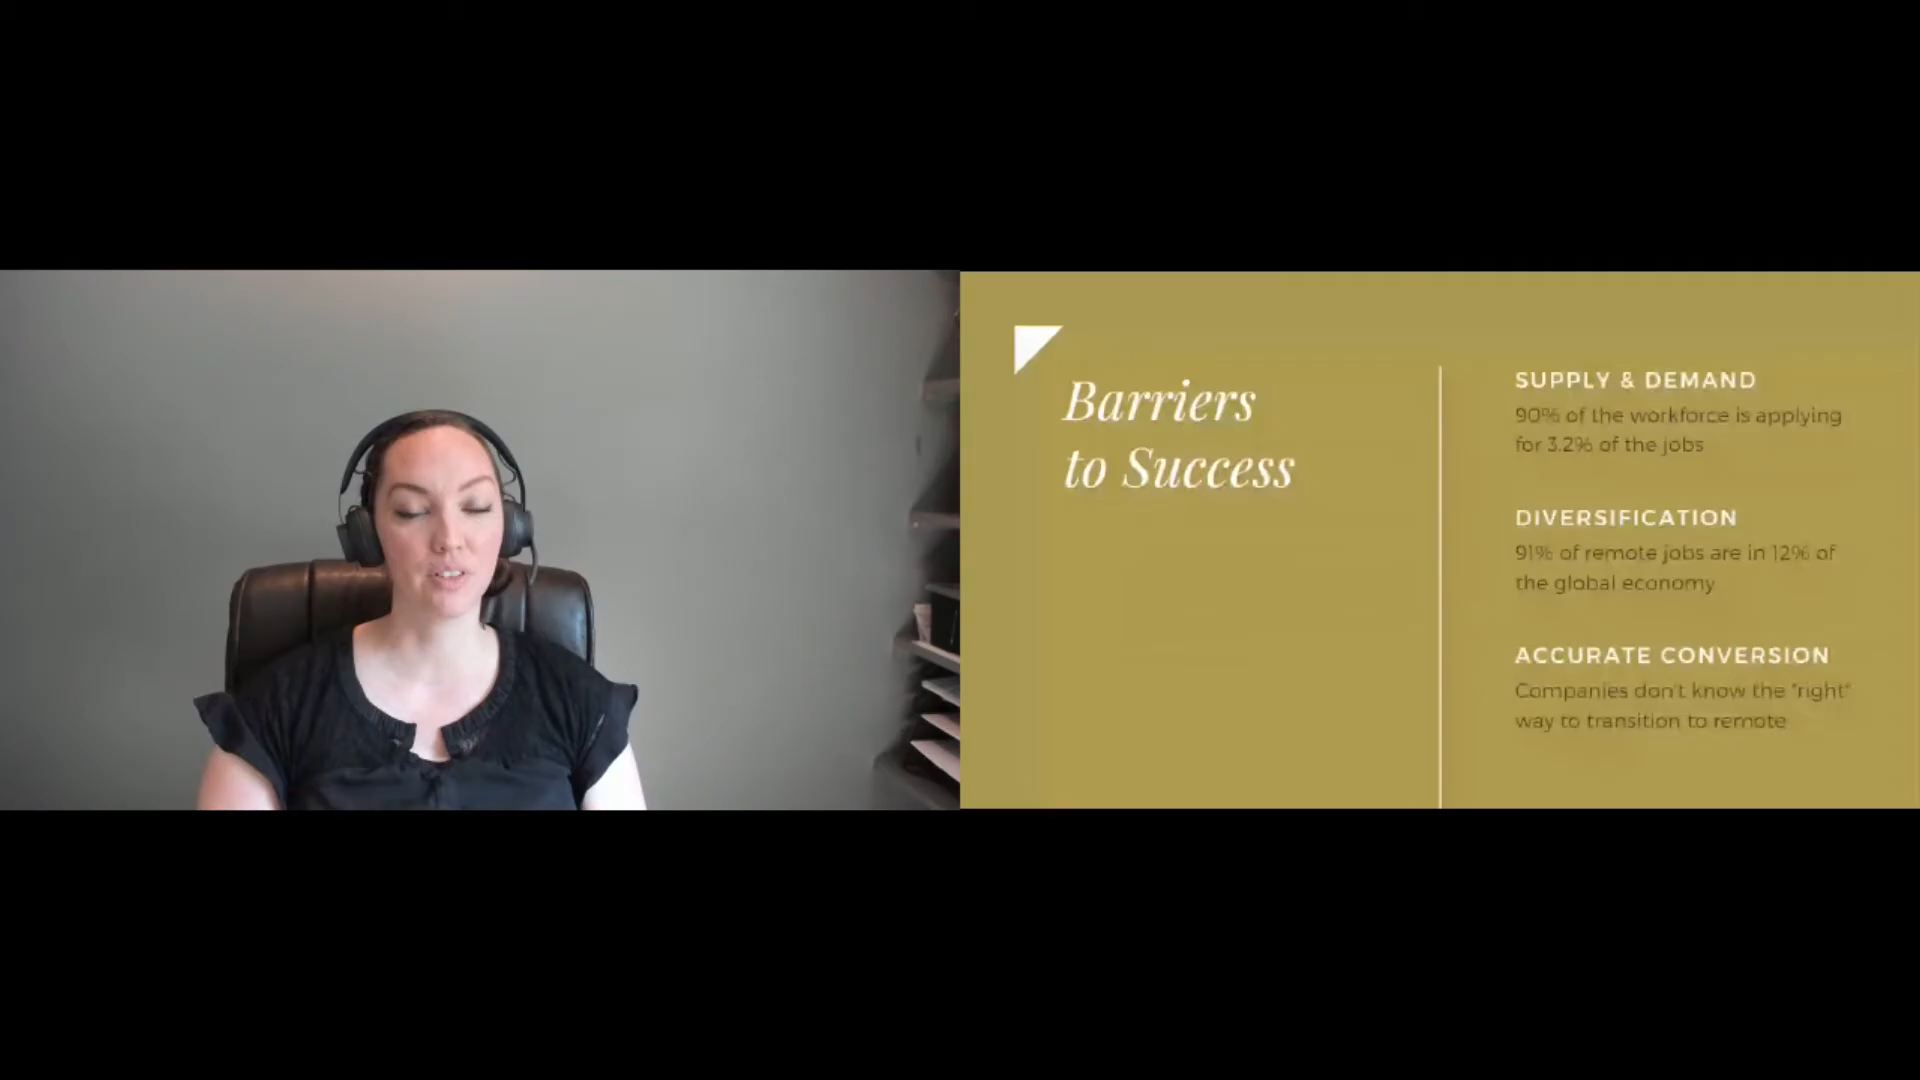 Barriers
to Success
SUPPLY & DEMAND
90% of the workforce is applying
for 3.2% of the jobs
DIVERSIFICATION
91% of remote jobs are in 12% of
the global economy
ACCURATE CONVERSION
Companies don't know the "right"
way to transition to remote